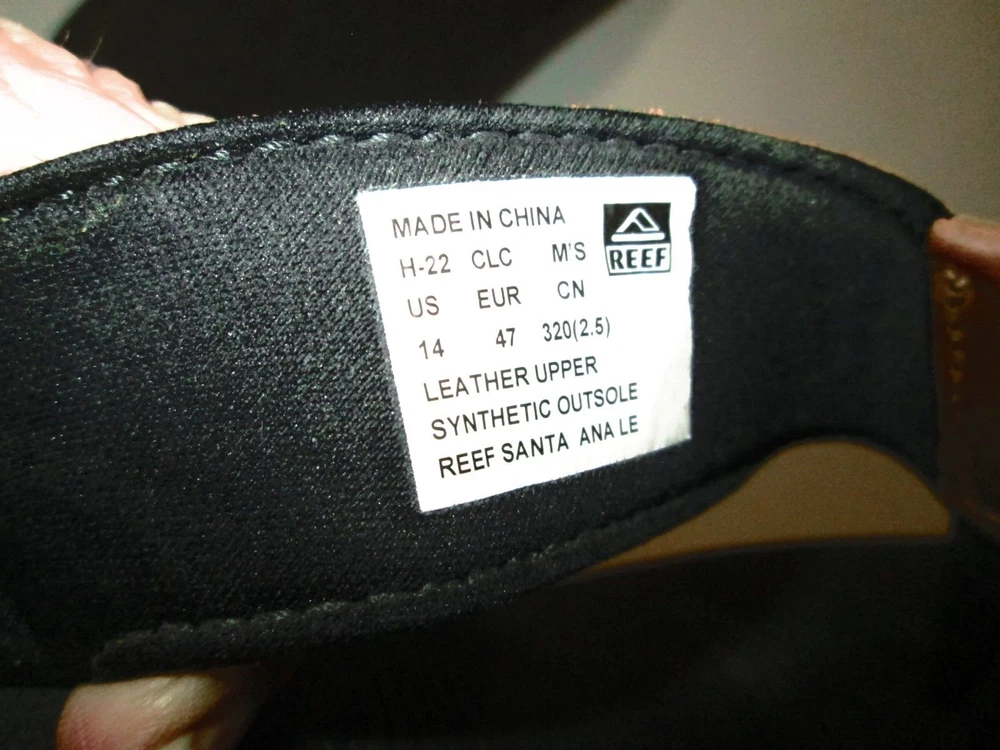 MADE IN CHINA
H-22 CLC M'S
REEF
US EUR CN
14 47 320(2.5)
LEATHER UPPER
SYNTHETIC OUTSOLE
REEF SANTA ANA LE